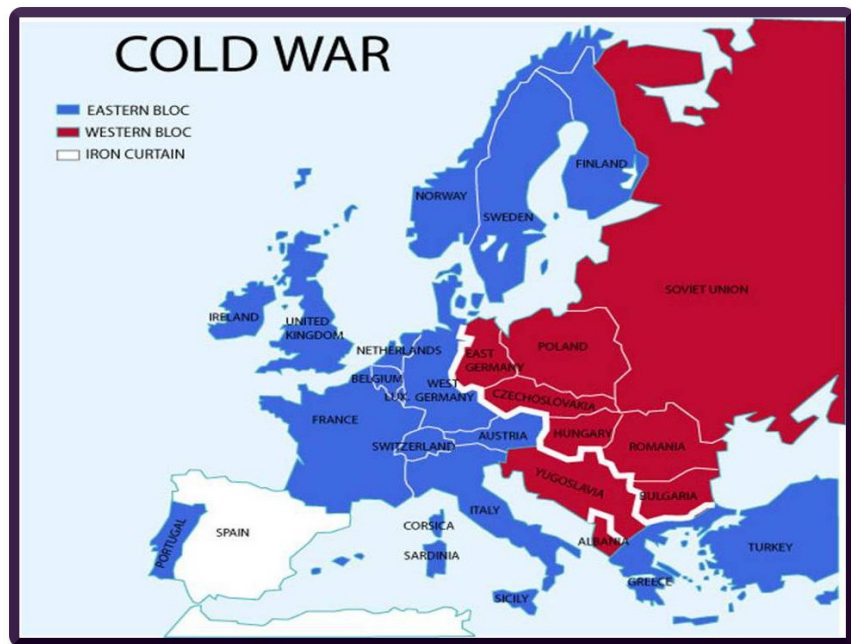 COLD WAR
EASTERN BLOC
WESTERN BLOC
IRON CURTAIN
FINLAND
NORWAY
SWEDEN
SOVIET UNION
IRELAND
UNITED
KINGDOM
NETHERLANDS
EAST
GERMANY
POLAND
BELGIUM
WEST
GERMANY
LUX.
CZECHOSLOVAKIA
FRANCE
SWITZERLAND
AUSTRIA
HUNGARY
ROMANIA
YUGOSLAVIA
BULGARIA
PORTUGAL
SPAIN
ITALY
CORSICA
SARDINIA
ALBANIA
TURKEY
GREECE
SICILY